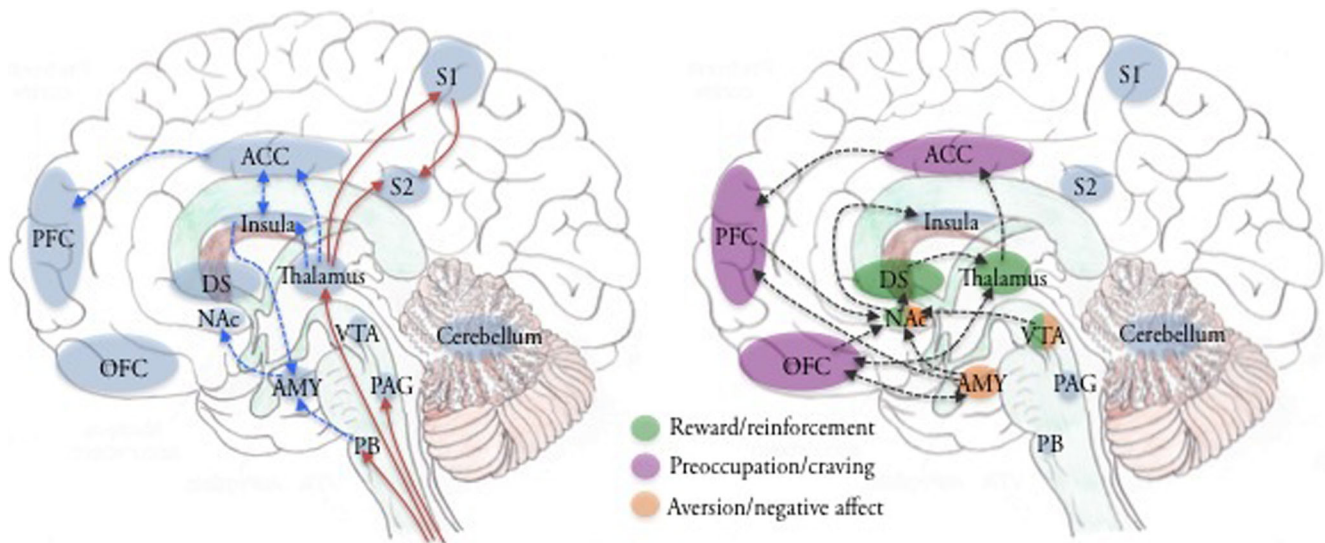 S1
ACC
S2
Insula
PFC
DS
Thalamus
NAc
VTA
Cerebellum
OFC
AMY
PAG
PB
S1
ACC
S2
Insula
PFC
DS
Thalamus
NAc
VTA
Cerebellum
OFC
AMY
PAG
PB
Reward/reinforcement
Preoccupation/craving
Aversion/negative affect